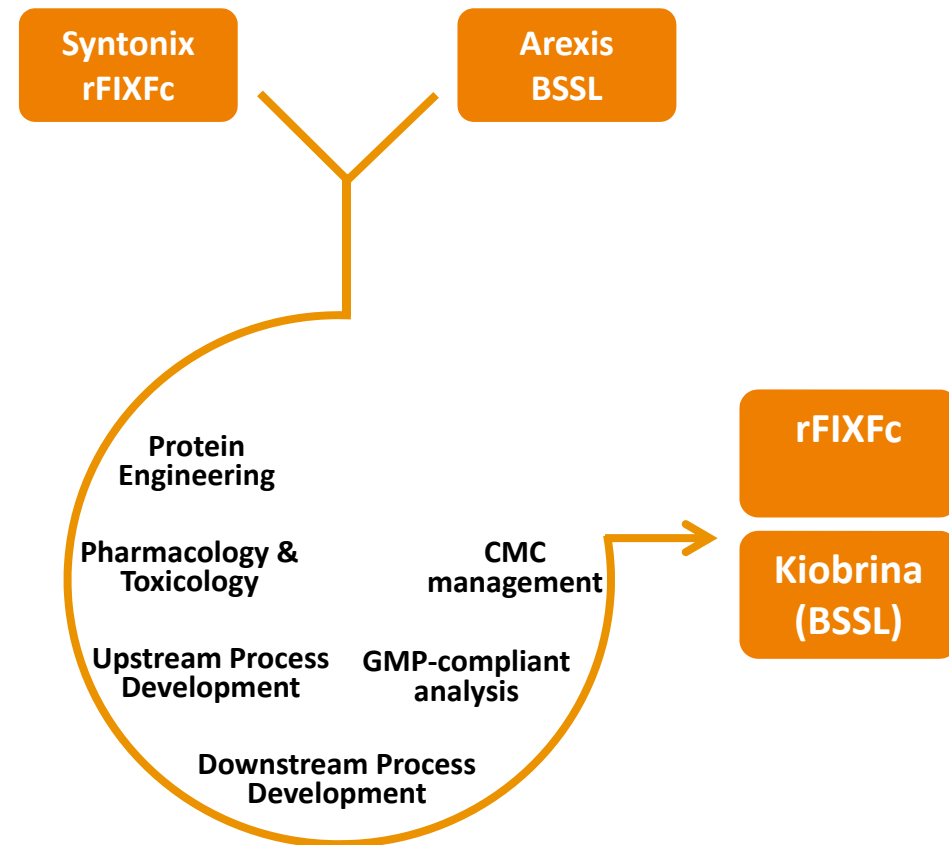 Syntonix
rFIXFc
Arexis
BSSL
Protein
Engineering
Pharmacology &
Toxicology
CMC
management
Upstream Process
Development
GMP-compliant
analysis
Downstream Process
Development
rFIXFc
Kiobrina
(BSSL)